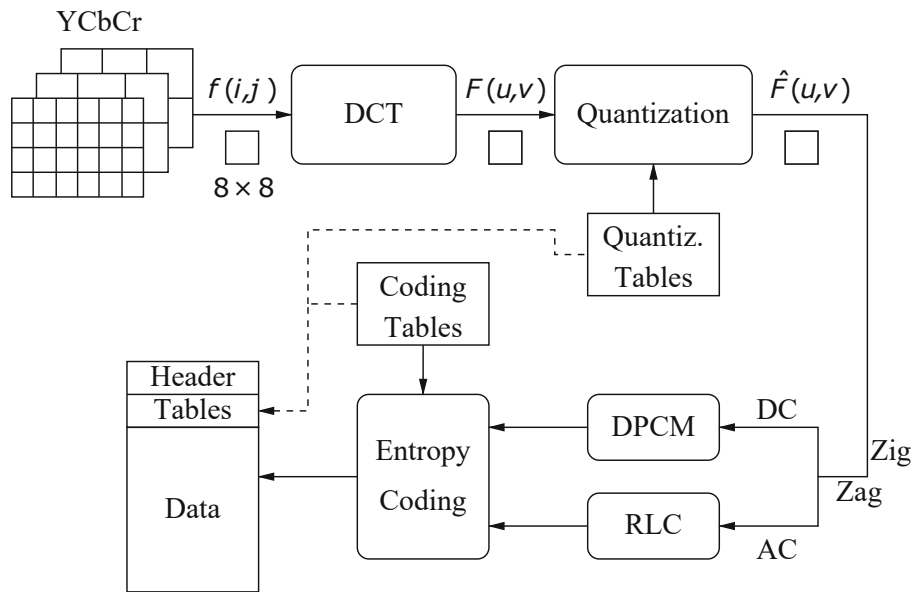 YCbCr
f(i,j)
8 × 8
DCT
F(u,v)
Quantization
F̂(u,v)
Quantiz.
Tables
Coding
Tables
Header
Tables
Data
Entropy
Coding
DPCM
RLC
DC
AC
Zig
Zag